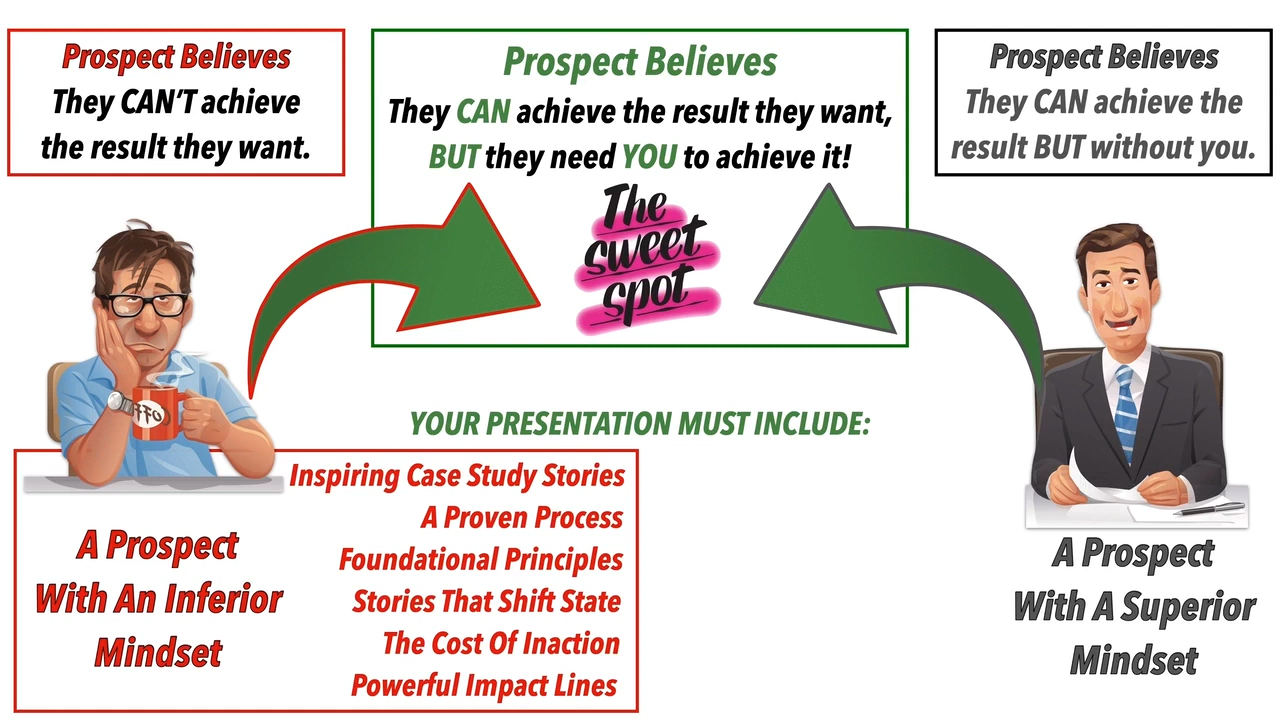 Prospect Believes
They CAN'T achieve
the result they want.
Prospect Believes
They CAN achieve the result they want,
BUT they need YOU to achieve it!
The
sweet
spot
Prospect Believes
They CAN achieve the
result BUT without you.
YOUR PRESENTATION MUST INCLUDE:
A Prospect
With An Inferior
Mindset
Inspiring Case Study Stories
A Proven Process
Foundational Principles
Stories That Shift State
The Cost Of Inaction
Powerful Impact Lines
A Prospect
With A Superior
Mindset